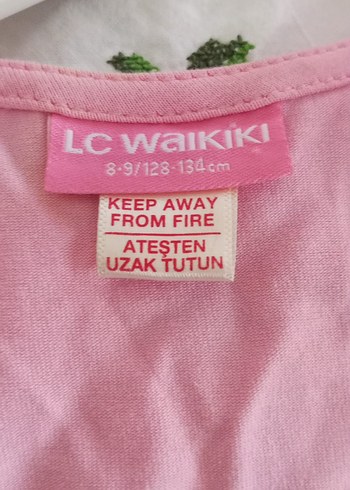 LC WAIKIKI
8-9/128-134cm
KEEP AWAY
FROM FIRE
ATEŞTEN
UZAK TUTUN